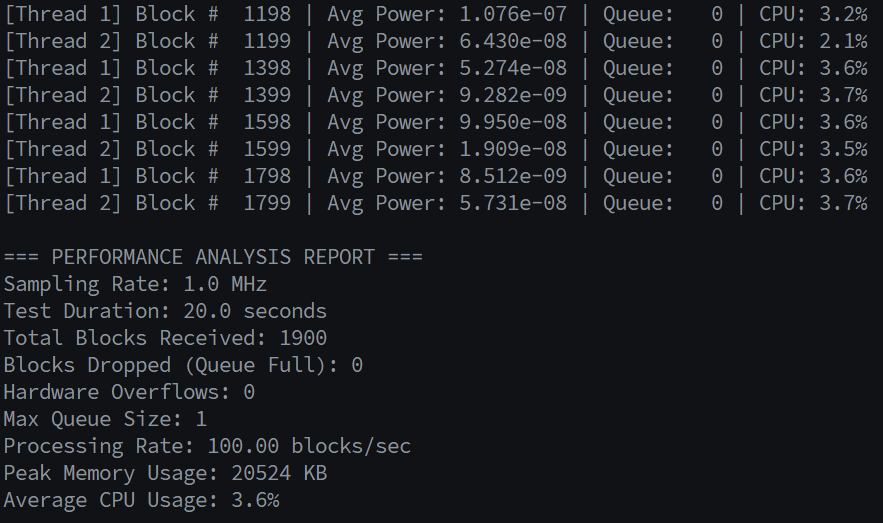 [Thread 1] Block #  1198 | Avg Power: 1.076e-07 | Queue:   0 | CPU: 3.2%
[Thread 2] Block #  1199 | Avg Power: 6.430e-08 | Queue:   0 | CPU: 2.1%
[Thread 1] Block #  1398 | Avg Power: 5.274e-08 | Queue:   0 | CPU: 3.6%
[Thread 2] Block #  1399 | Avg Power: 9.282e-09 | Queue:   0 | CPU: 3.7%
[Thread 1] Block #  1598 | Avg Power: 9.950e-08 | Queue:   0 | CPU: 3.6%
[Thread 2] Block #  1599 | Avg Power: 1.909e-08 | Queue:   0 | CPU: 3.5%
[Thread 1] Block #  1798 | Avg Power: 8.512e-09 | Queue:   0 | CPU: 3.6%
[Thread 2] Block #  1799 | Avg Power: 5.731e-08 | Queue:   0 | CPU: 3.7%
=== PERFORMANCE ANALYSIS REPORT ===
Sampling Rate: 1.0 MHz
Test Duration: 20.0 seconds
Total Blocks Received: 1900
Blocks Dropped (Queue Full): 0
Hardware Overflows: 0
Max Queue Size: 1
Processing Rate: 100.00 blocks/sec
Peak Memory Usage: 20524 KB
Average CPU Usage: 3.6%